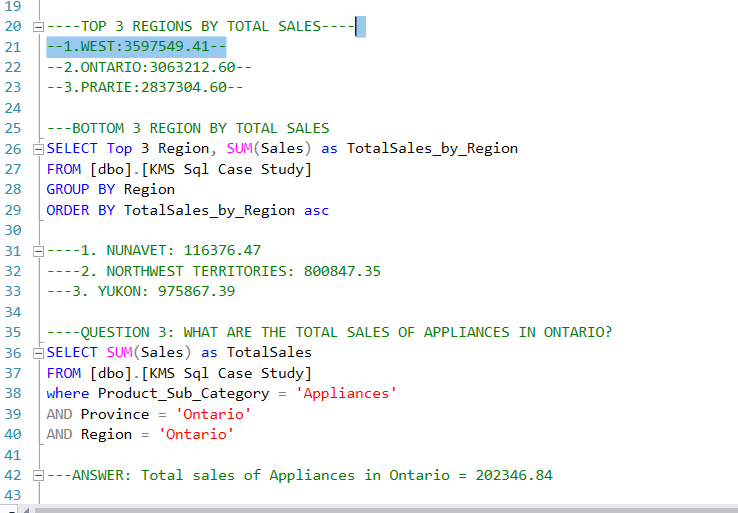 19
20 ----TOP 3 REGIONS BY TOTAL SALES----
21 --1.WEST:3597549.41--
22 --2.ONTARIO:3063212.60--
23 --3.PRARIE:2837304.60--
24
25 ---BOTTOM 3 REGION BY TOTAL SALES
26 SELECT Top 3 Region, SUM(Sales) as TotalSales_by_Region
27 FROM [dbo].[KMS Sql Case Study]
28 GROUP BY Region
29 ORDER BY TotalSales_by_Region asc
30
31 ----1. NUNAVET: 116376.47
32 ----2. NORTHWEST TERRITORIES: 800847.35
33 ---3. YUKON: 975867.39
34
35 ----QUESTION 3: WHAT ARE THE TOTAL SALES OF APPLIANCES IN ONTARIO?
36 SELECT SUM(Sales) as TotalSales
37 FROM [dbo].[KMS Sql Case Study]
38 where Product_Sub_Category = 'Appliances'
39 AND Province = 'Ontario'
40 AND Region = 'Ontario'
41
42 ---ANSWER: Total sales of Appliances in Ontario = 202346.84
43